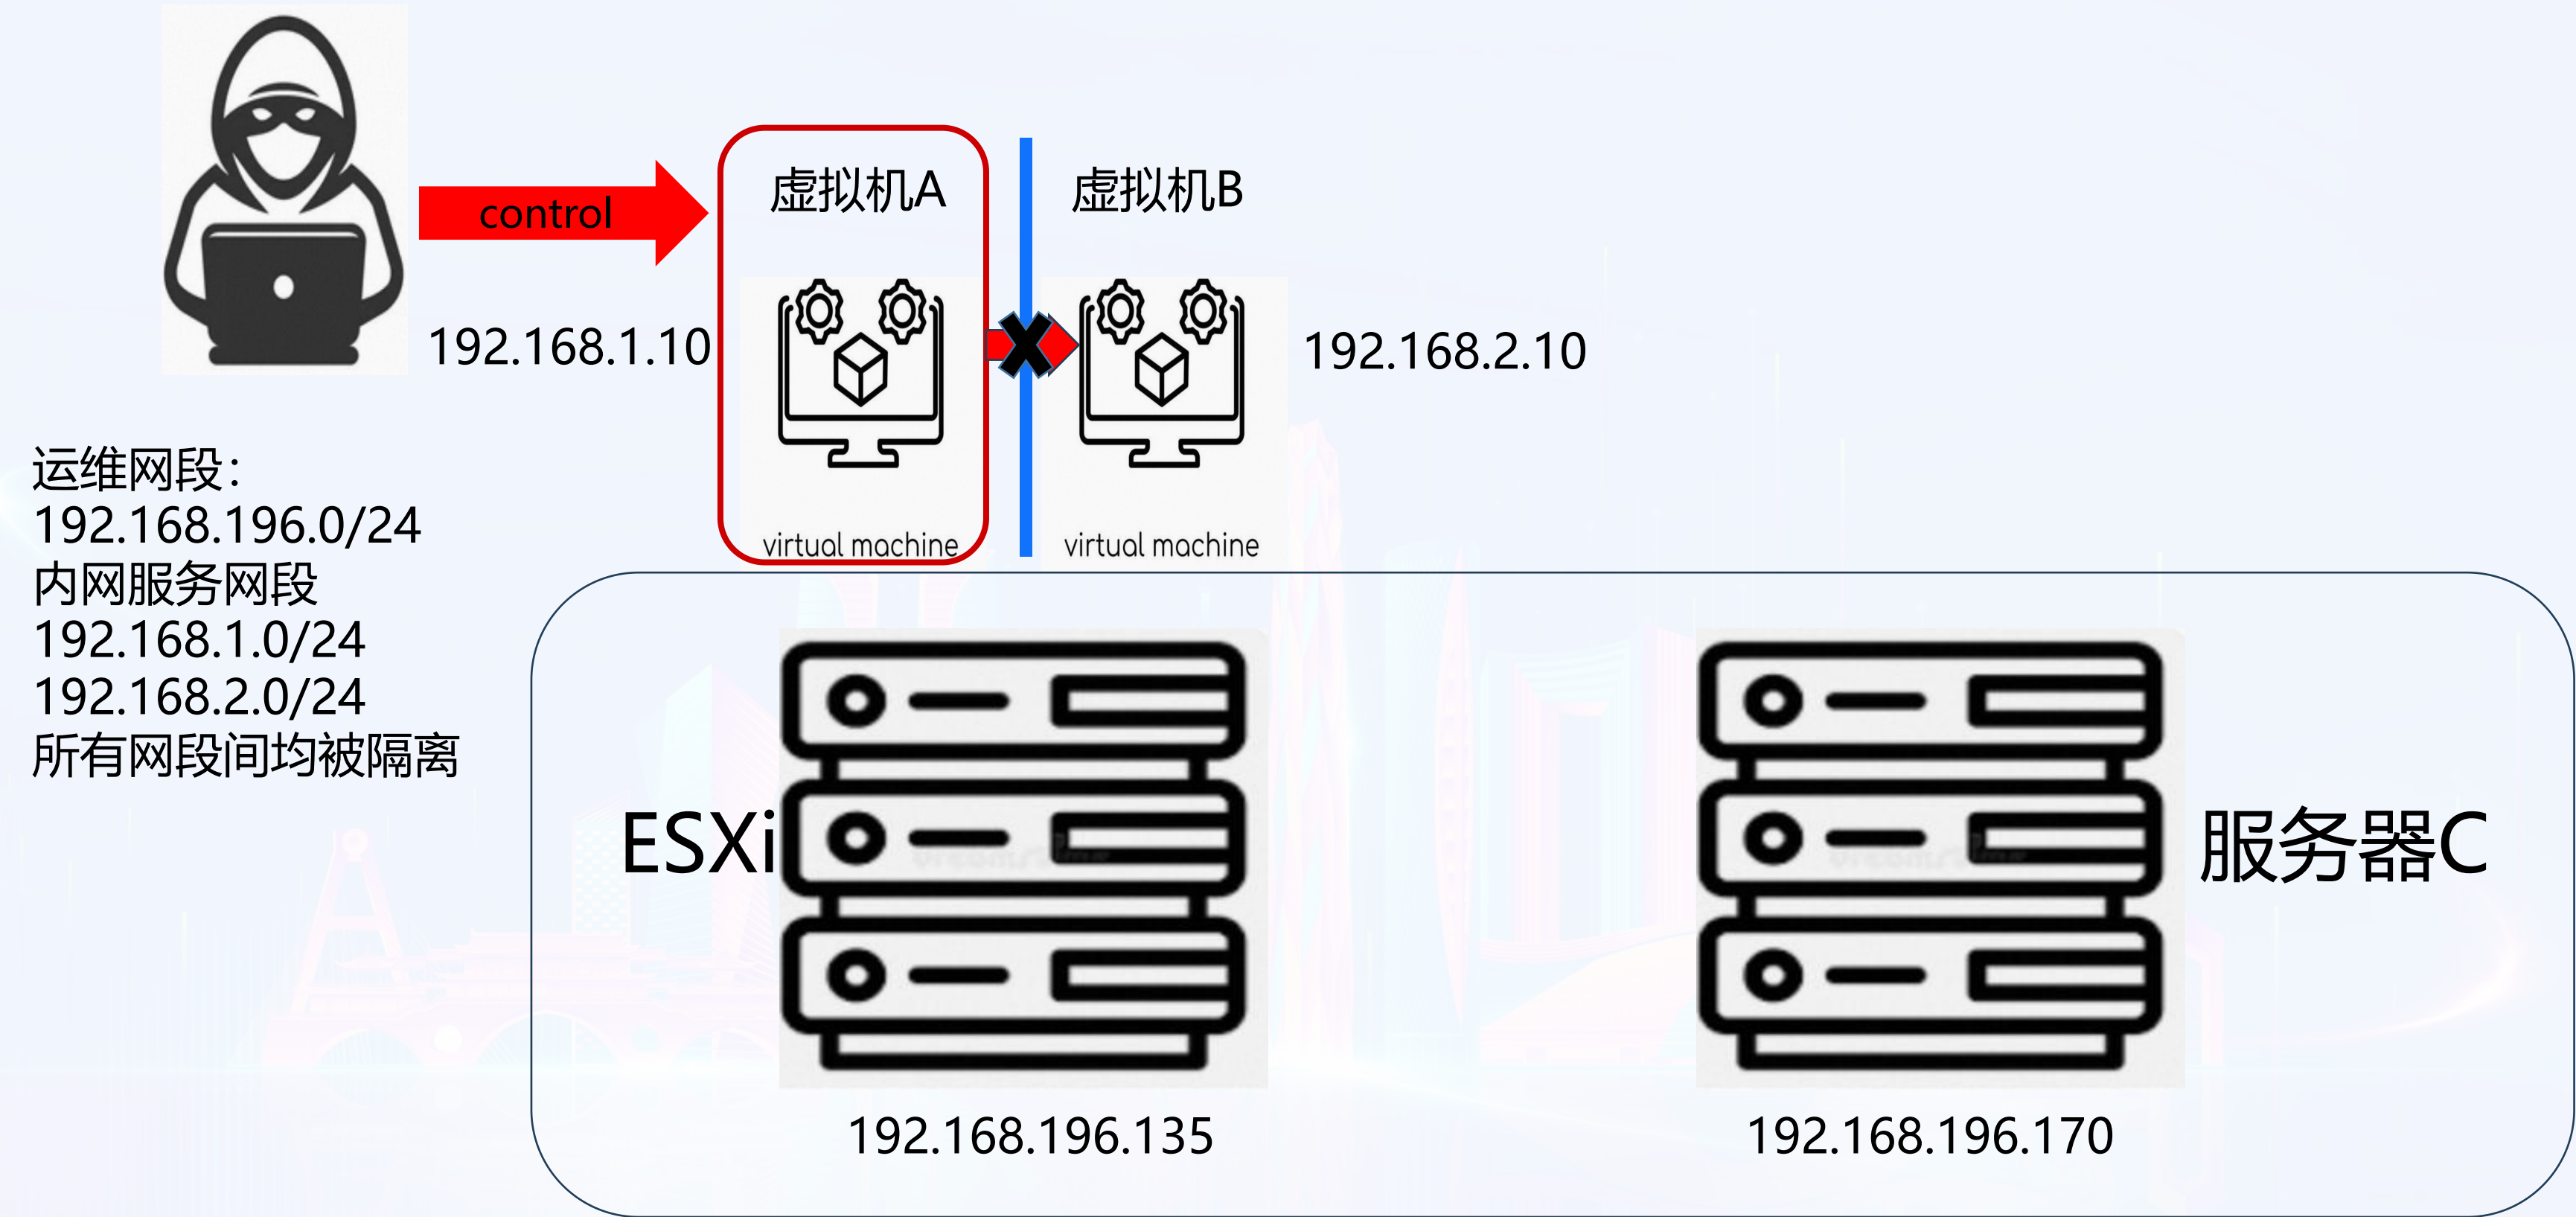 虚拟机A
虚拟机B
control
192.168.1.10
192.168.2.10
virtual machine
virtual machine
运维网段:
192.168.196.0/24
内网服务网段
192.168.1.0/24
192.168.2.0/24
所有网段间均被隔离
ESXi
服务器C
192.168.196.135
192.168.196.170